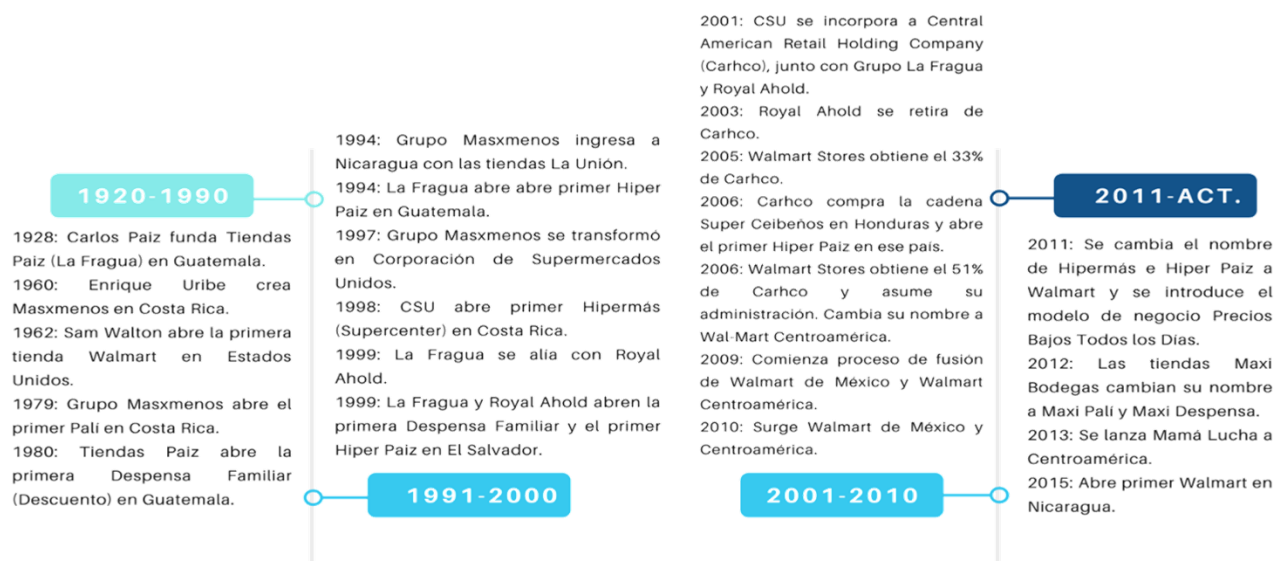 1920-1990
1928: Carlos Paiz funda Tiendas
Paiz (La Fragua) en Guatemala.
1960: Enrique Uribe crea
Masxmenos en Costa Rica.
1962: Sam Walton abre la primera
tienda Walmart en Estados
Unidos.
1979: Grupo Masxmenos abre el
primer Palí en Costa Rica.
1980: Tiendas Paiz abre la
primera Despensa Familiar
(Descuento) en Guatemala.
1994: Grupo Masxmenos ingresa a
Nicaragua con las tiendas La Unión.
1994: La Fragua abre abre primer Hiper
Paiz en Guatemala.
1997: Grupo Masxmenos se transformó
en Corporación de Supermercados
Unidos.
1998: CSU abre primer Hipermás
(Supercenter) en Costa Rica.
1999: La Fragua se alía con Royal
Ahold.
1999: La Fragua y Royal Ahold abren la
primera Despensa Familiar y el primer
Hiper Paiz en El Salvador.
1991-2000
2001: CSU se incorpora a Central
American Retail Holding Company
(Carhco), junto con Grupo La Fragua
y Royal Ahold.
2003: Royal Ahold se retira de
Carhco.
2005: Walmart Stores obtiene el 33%
de Carhco.
2006: Carhco compra la cadena
Super Ceibeños en Honduras y abre
el primer Hiper Paiz en ese país.
2006: Walmart Stores obtiene el 51%
de Carhco y asume su
administración. Cambia su nombre a
Wal-Mart Centroamérica.
2009: Comienza proceso de fusión
de Walmart de México y Walmart
Centroamérica.
2010: Surge Walmart de México y
Centroamérica.
2001-2010
2011-ACT.
2011: Se cambia el nombre
de Hipermás e Hiper Paiz a
Walmart y se introduce el
modelo de negocio Precios
Bajos Todos los Días.
2012: Las tiendas Maxi
Bodegas cambian su nombre
a Maxi Palí y Maxi Despensa.
2013: Se lanza Mamá Lucha a
Centroamérica.
2015: Abre primer Walmart en
Nicaragua.